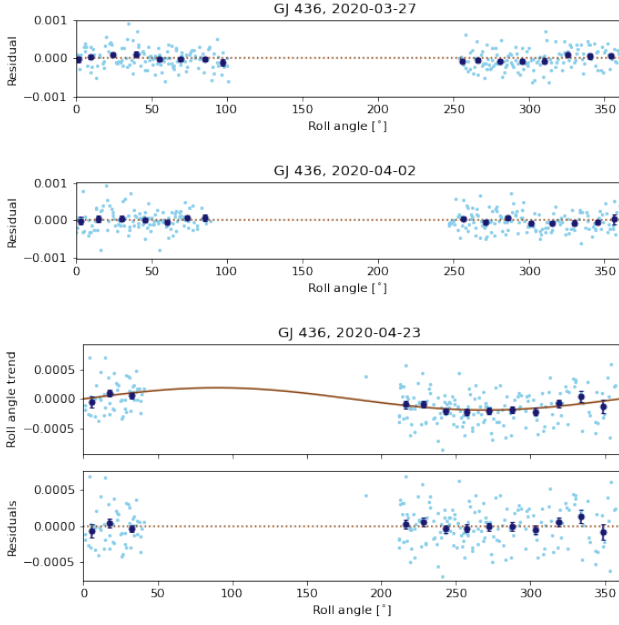 GJ 436, 2020-03-27
0.001
0.000
−0.001
Residual
0 50 100 150 200 250 300 350
Roll angle [°]
GJ 436, 2020-04-02
0.001
0.000
−0.001
Residual
0 50 100 150 200 250 300 350
Roll angle [°]
GJ 436, 2020-04-23
0.0005
0.0000
−0.0005
Roll angle trend
0.0005
0.0000
−0.0005
Residuals
0 50 100 150 200 250 300 350
Roll angle [°]